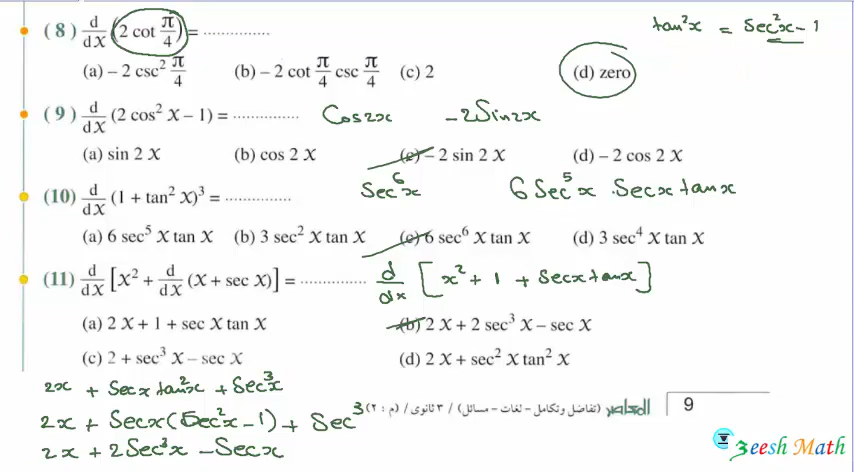 (8) d/dX (2 cot π/4) = ............... tan²x = Sec²x - 1
(a) – 2 csc² π/4 (b) – 2 cot π/4 csc π/4 (c) 2 (d) zero
(9) d/dX (2 cos² X – 1) = ............... Cos2x -2Sin2x
(a) sin 2 X (b) cos 2 X (c) – 2 sin 2 X (d) – 2 cos 2 X
(10) d/dX (1 + tan² X)³ = ............... Sec⁶x 6Sec⁵x . Secx tanx
(a) 6 sec⁵ X tan X (b) 3 sec² X tan X (c) 6 sec⁶ X tan X (d) 3 sec⁴ X tan X
(11) d/dX [X² + d/dX (X + sec X)] = ............... d/dx [x² + 1 + Secx tanx]
(a) 2 X + 1 + sec X tan X (b) 2 X + 2 sec³ X – sec X
(c) 2 + sec³ X – sec X (d) 2 X + sec² X tan² X
2x + Secx tan²x + Sec³x
2x + Secx(Sec²x - 1) + Sec³
2x + 2Sec³x - Secx
المعاصر (تفاضل وتكامل - لغات - مسائل) / ٣ ثانوى / (م : ٢) 9
3eesh Math